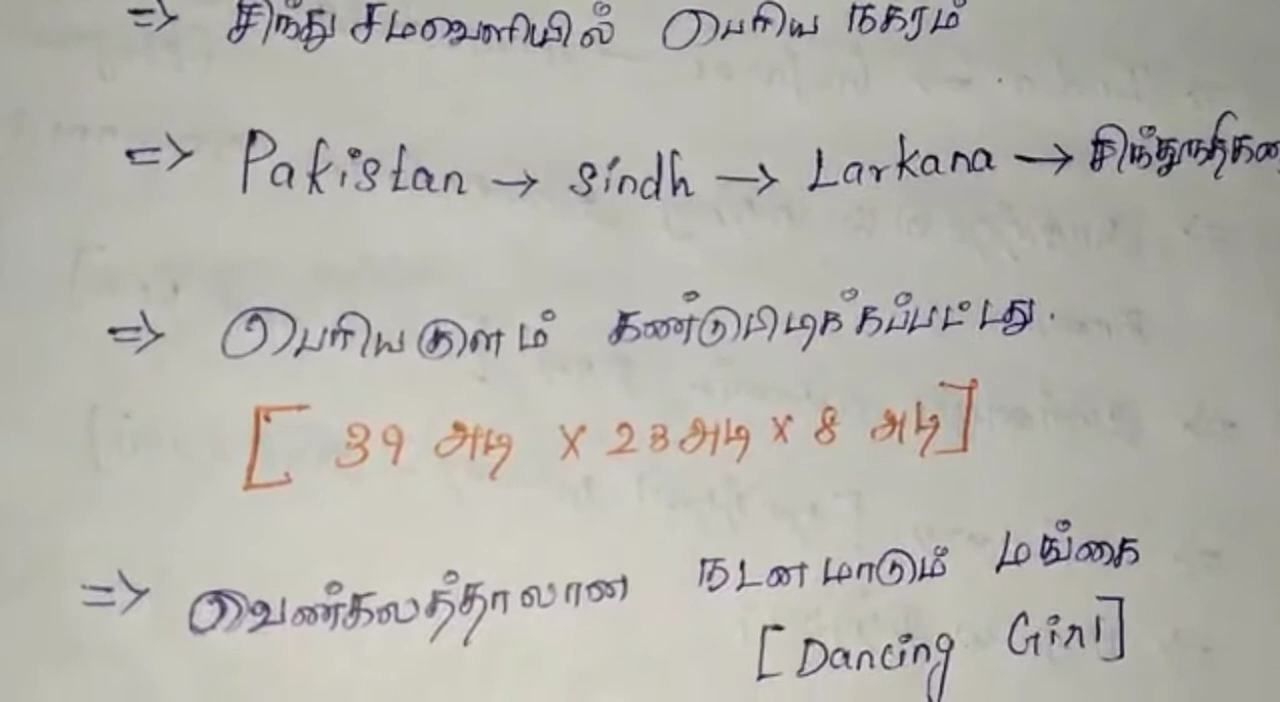 => சிந்து சமவெளியில் பெரிய நகரம்
=> Pakistan → Sindh → Larkana →
=> பெரிய குளம் கண்டுபிடிக்கப்பட்டது.
[ 39 அடி x 23 அடி x 8 அடி ]
=> வெண்கலத்தாலான நடனமாடும் மங்கை
[Dancing Girl]